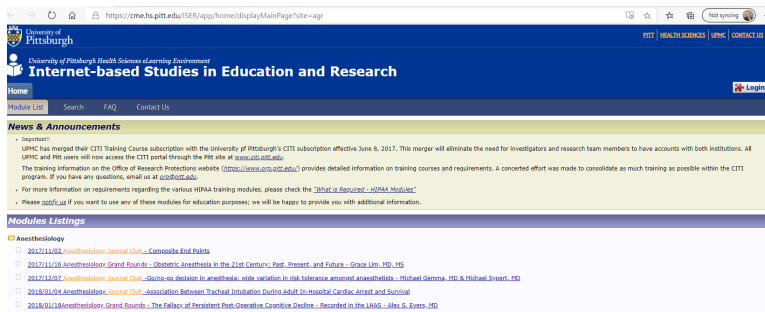 https://cme.hs.pitt.edu/ISER/app/home/displayMainPage?site=agr
Not syncing
University of
Pittsburgh
PITT | HEALTH SCIENCES | UPMC | CONTACT US
University of Pittsburgh Health Sciences eLearning Environment
Internet-based Studies in Education and Research
Home
Login
Module List Search FAQ Contact Us
News & Announcements
Important!!
UPMC has merged their CITI Training Course subscription with the University pf Pittsburgh's CITI subscription effective June 8, 2017. This merger will eliminate the need for investigators and research team members to have accounts with both institutions. All
UPMC and Pitt users will now access the CITI portal through the Pitt site at www.citi.pitt.edu.
The training information on the Office of Research Protections website (https://www.orp.pitt.edu/) provides detailed information on training courses and requirements. A concerted effort was made to consolidate as much training as possible within the CITI
program. If you have any questions, email us at orp@pitt.edu.
For more information on requirements regarding the various HIPAA training modules, please check the "What is Required - HIPAA Modules"
Please notify us if you want to use any of these modules for education purposes; we will be happy to provide you with additional information.
Modules Listings
Anesthesiology
2017/11/02 Anesthesiology Journal Club - Composite End Points
2017/11/16 Anesthesiology Grand Rounds - Obstetric Anesthesia in the 21st Century: Past, Present, and Future - Grace Lim, MD, MS
2017/12/07 Anesthesiology Journal Club -Go/no-go decision in anesthesia: wide variation in risk tolerance amongst anaesthetists - Michael Gemma, MD & Michael Sypert, MD
2018/01/04 Anesthesiology Journal Club -Association Between Tracheal Intubation During Adult In-Hospital Cardiac Arrest and Survival
2018/01/18Anesthesiology Grand Rounds - The Fallacy of Persistent Post-Operative Cognitive Decline - Recorded in the LHAS - Alex S. Evers, MD